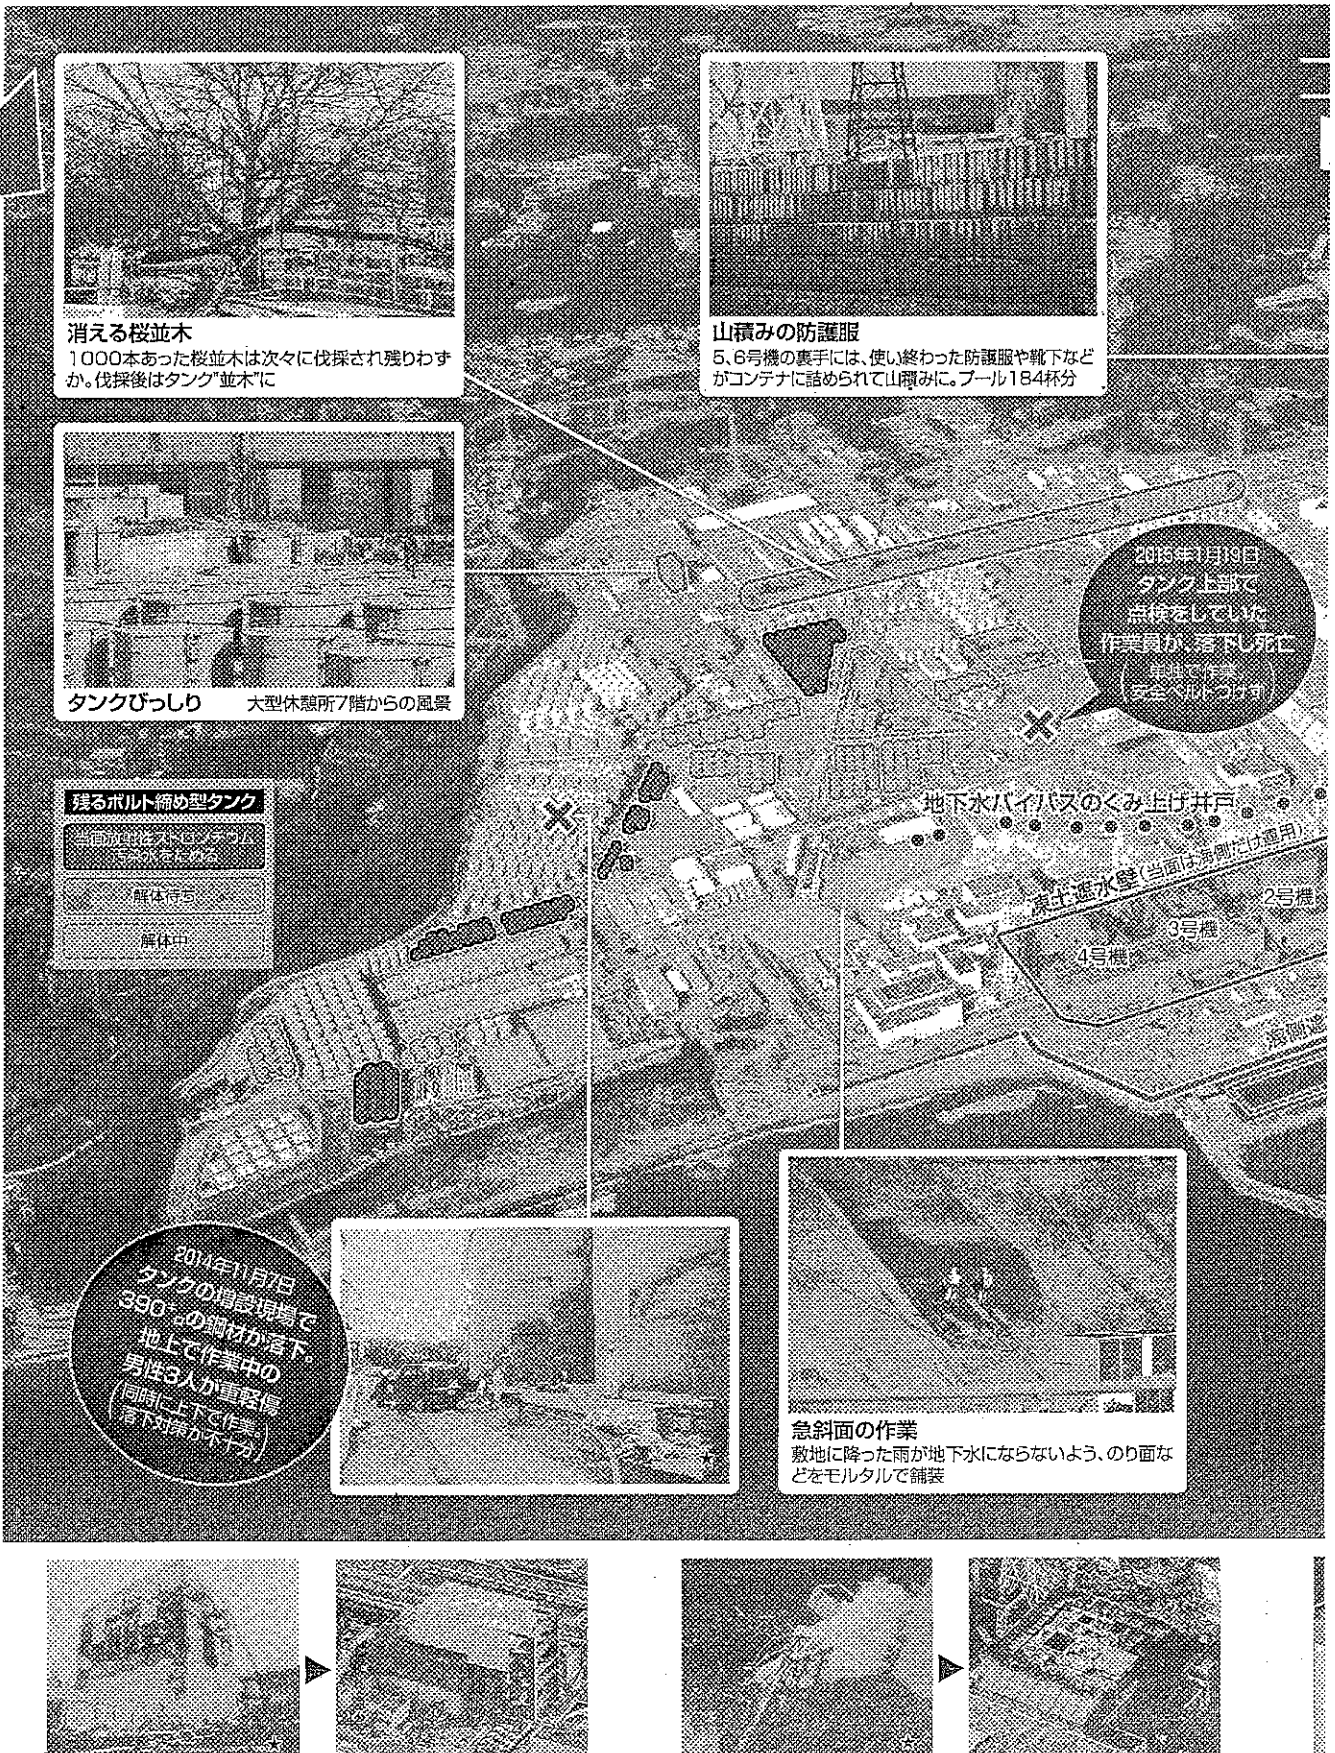 消える桜並木
1000本あった桜並木は次々に伐採され残りわず
か。伐採後はタンク"並木"に
山積みの防護服
5、6号機の裏手には、使い終わった防護服や靴下など
がコンテナに詰められて山積みに。プール184杯分
タンクびっしり 大型休憩所7階からの風景
2015年1月19日
タンク上部で
点検をしていた
作業員が、落下し死亡
残るボルト締め型タンク
解体待ち
解体中
地下水バイパスのくみ上げ井戸
凍土遮水壁(当面は海側だけ運用)
2号機
3号機
4号機
2014年11月7日
タンクの増設現場で
390㌔の鋼材が落下。
地上で作業中の
男性3人が重軽傷
(同時に上下で作業。
落下対策が不十分)
急斜面の作業
敷地に降った雨が地下水にならないよう、のり面な
どをモルタルで舗装